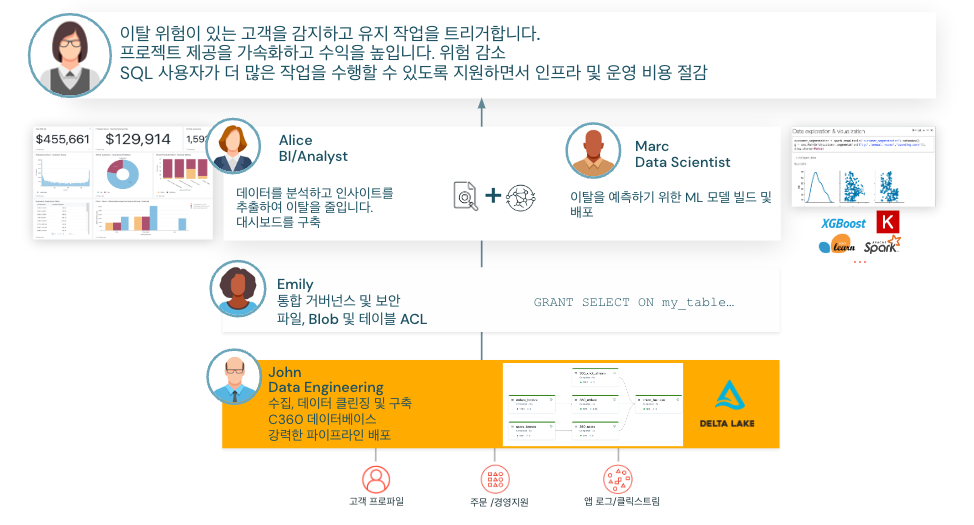 이탈 위험이 있는 고객을 감지하고 유지 작업을 트리거합니다.
프로젝트 제공을 가속화하고 수익을 높입니다. 위험 감소
SQL 사용자가 더 많은 작업을 수행할 수 있도록 지원하면서 인프라 및 운영 비용 절감
$455,661
$129,914
Alice
BI/Analyst
데이터를 분석하고 인사이트를
추출하여 이탈을 줄입니다.
대시보드를 구축
Marc
Data Scientist
이탈을 예측하기 위한 ML 모델 빌드 및
배포
Data exploration & visualization
XGBoost
K
learn
APACHE
Spark
Emily
통합 거버넌스 및 보안
파일, Blob 및 테이블 ACL
GRANT SELECT ON my_table…
John
Data Engineering
수집, 데이터 클린징 및 구축
C360 데이터베이스
강력한 파이프라인 배포
DELTA LAKE
고객 프로파일
주문 /경영지원
앱 로그/클릭스트림